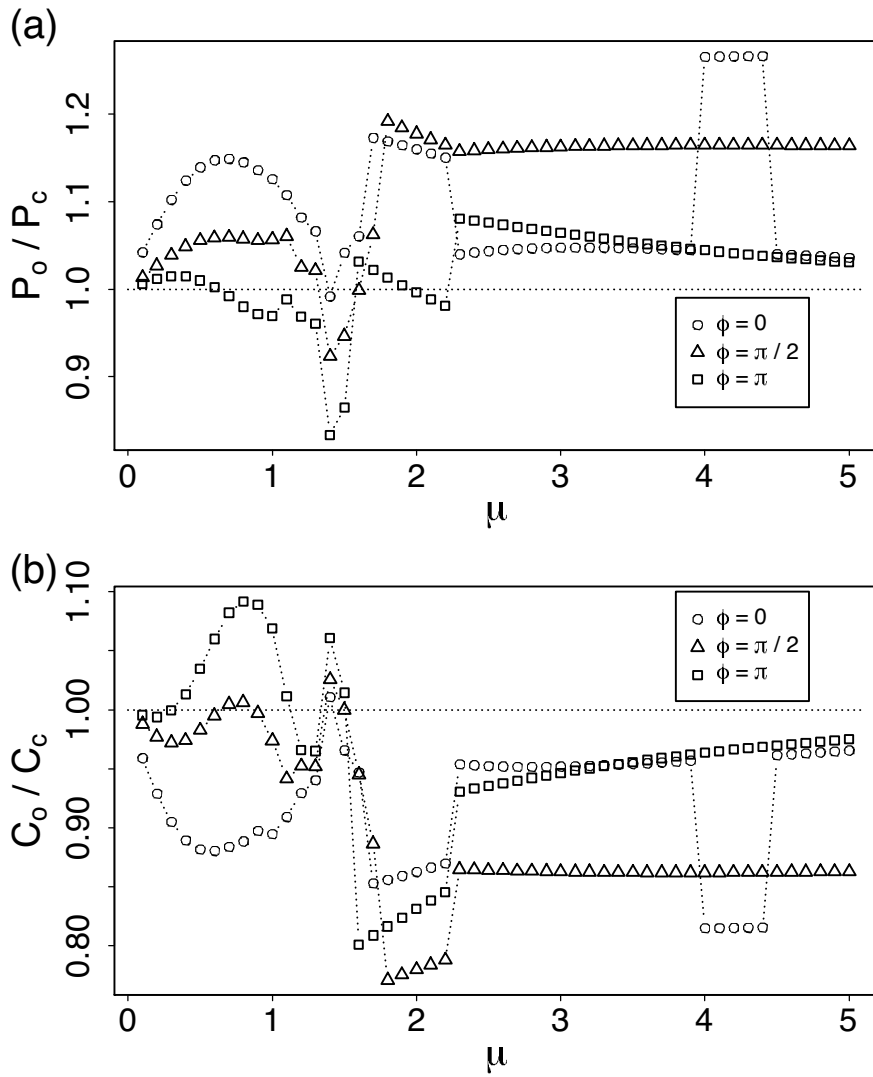 (a)
1.2
1.1
1.0
0.9
P_o / P_c
ϕ = 0
ϕ = π / 2
ϕ = π
0 1 2 3 4 5
μ
(b)
1.10
1.00
0.90
0.80
C_o / C_c
ϕ = 0
ϕ = π / 2
ϕ = π
0 1 2 3 4 5
μ